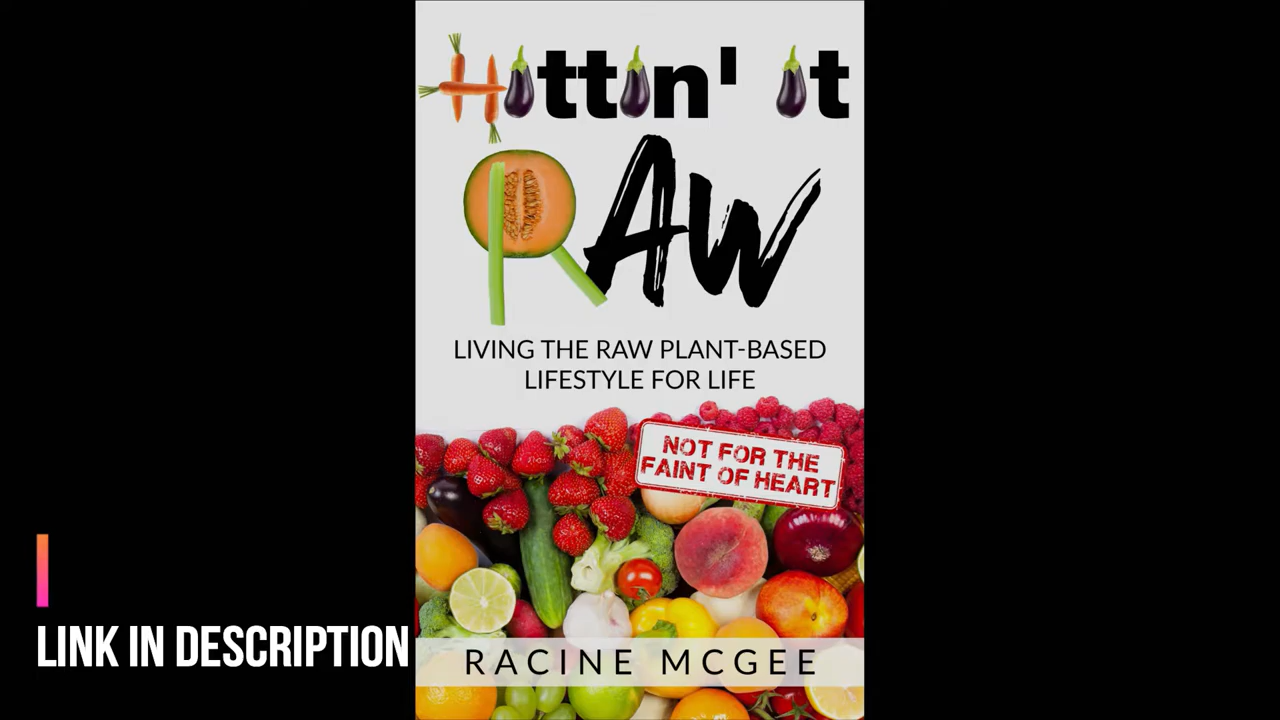 Hittin' it
RAW
LIVING THE RAW PLANT-BASED
LIFESTYLE FOR LIFE
NOT FOR THE
FAINT OF HEART
RACINE MCGEE
LINK IN DESCRIPTION